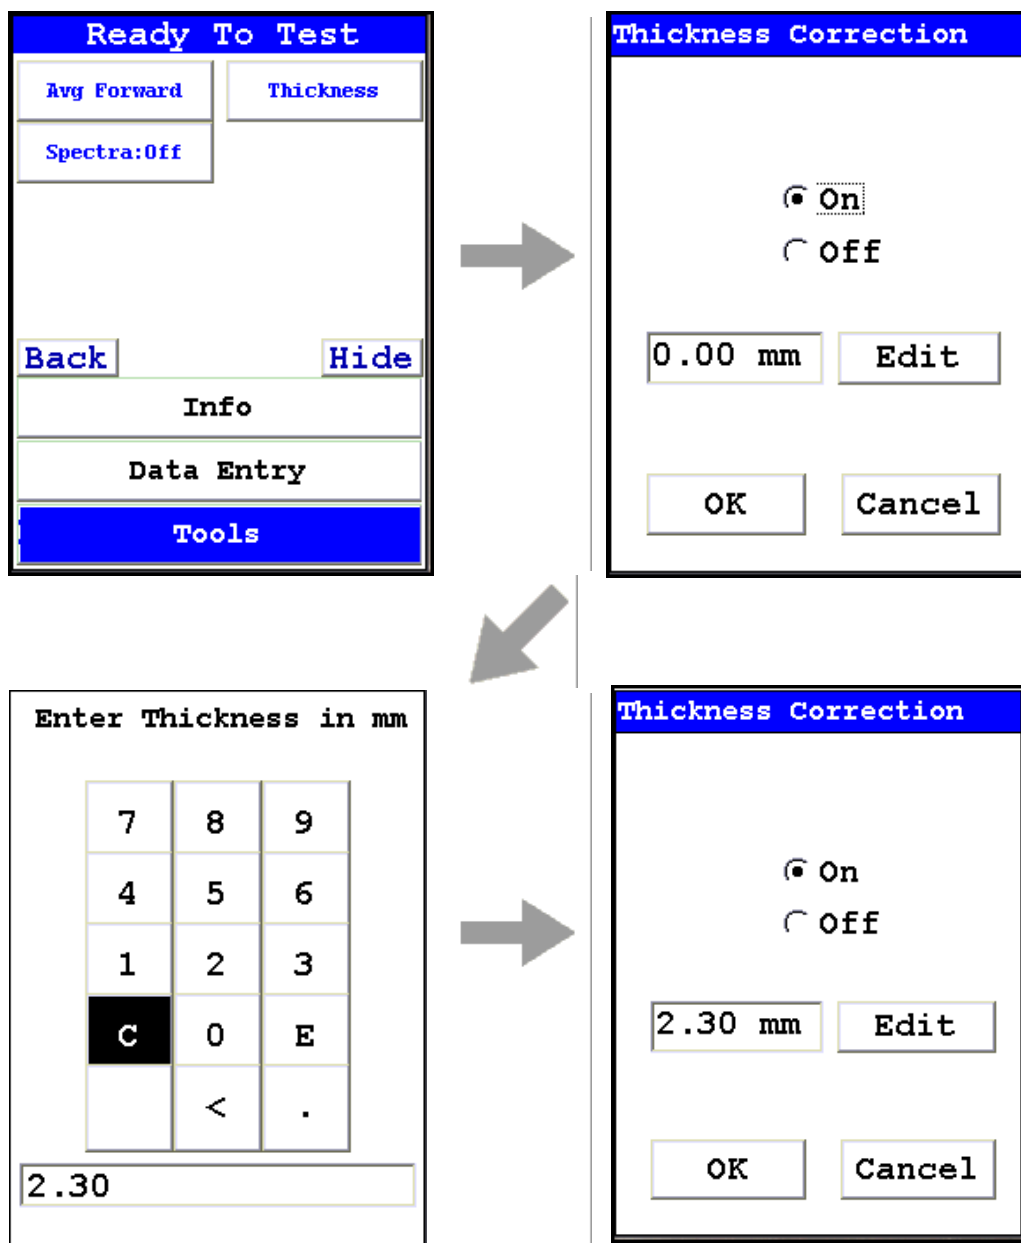 Ready To Test
Avg Forward Thickness
Spectra:Off
Back Hide
Info
Data Entry
Tools
Thickness Correction
On
Off
0.00 mm Edit
OK Cancel
Enter Thickness in mm
7 8 9
4 5 6
1 2 3
C 0 E
< .
2.30
Thickness Correction
On
Off
2.30 mm Edit
OK Cancel